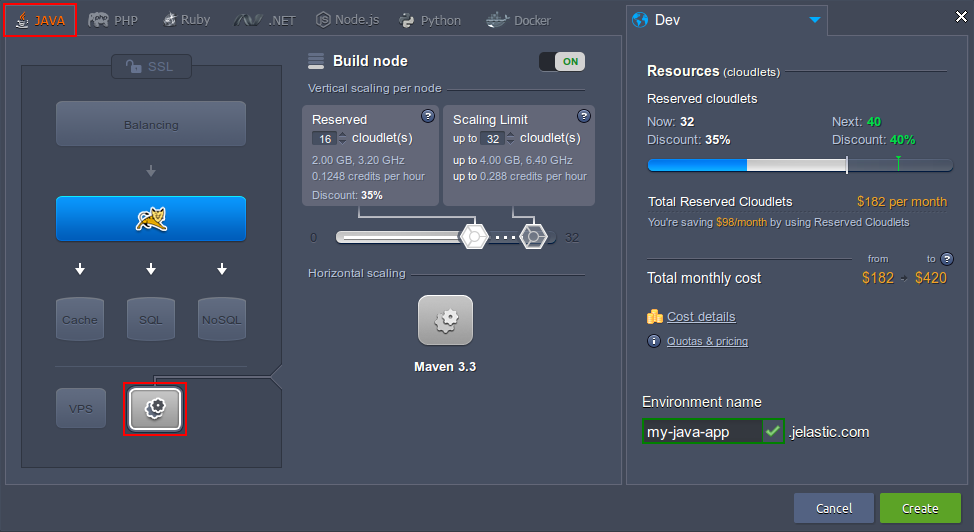 JAVA PHP Ruby .NET Node.js Python Docker
SSL
Balancing
Cache SQL NoSQL
VPS
Build node ON
Vertical scaling per node
Reserved ?
16 cloudlet(s)
2.00 GB, 3.20 GHz
0.1248 credits per hour
Discount: 35%
Scaling Limit ?
up to 32 cloudlet(s)
up to 4.00 GB, 6.40 GHz
up to 0.288 credits per hour
0 32
Horizontal scaling
Maven 3.3
Dev
Resources (cloudlets)
Reserved cloudlets
Now: 32 Next: 40
Discount: 35% Discount: 40%
Total Reserved Cloudlets $182 per month
You're saving $98/month by using Reserved Cloudlets
from to ?
Total monthly cost $182 $420
Cost details
i Quotas & pricing
Environment name
my-java-app .jelastic.com
Cancel Create